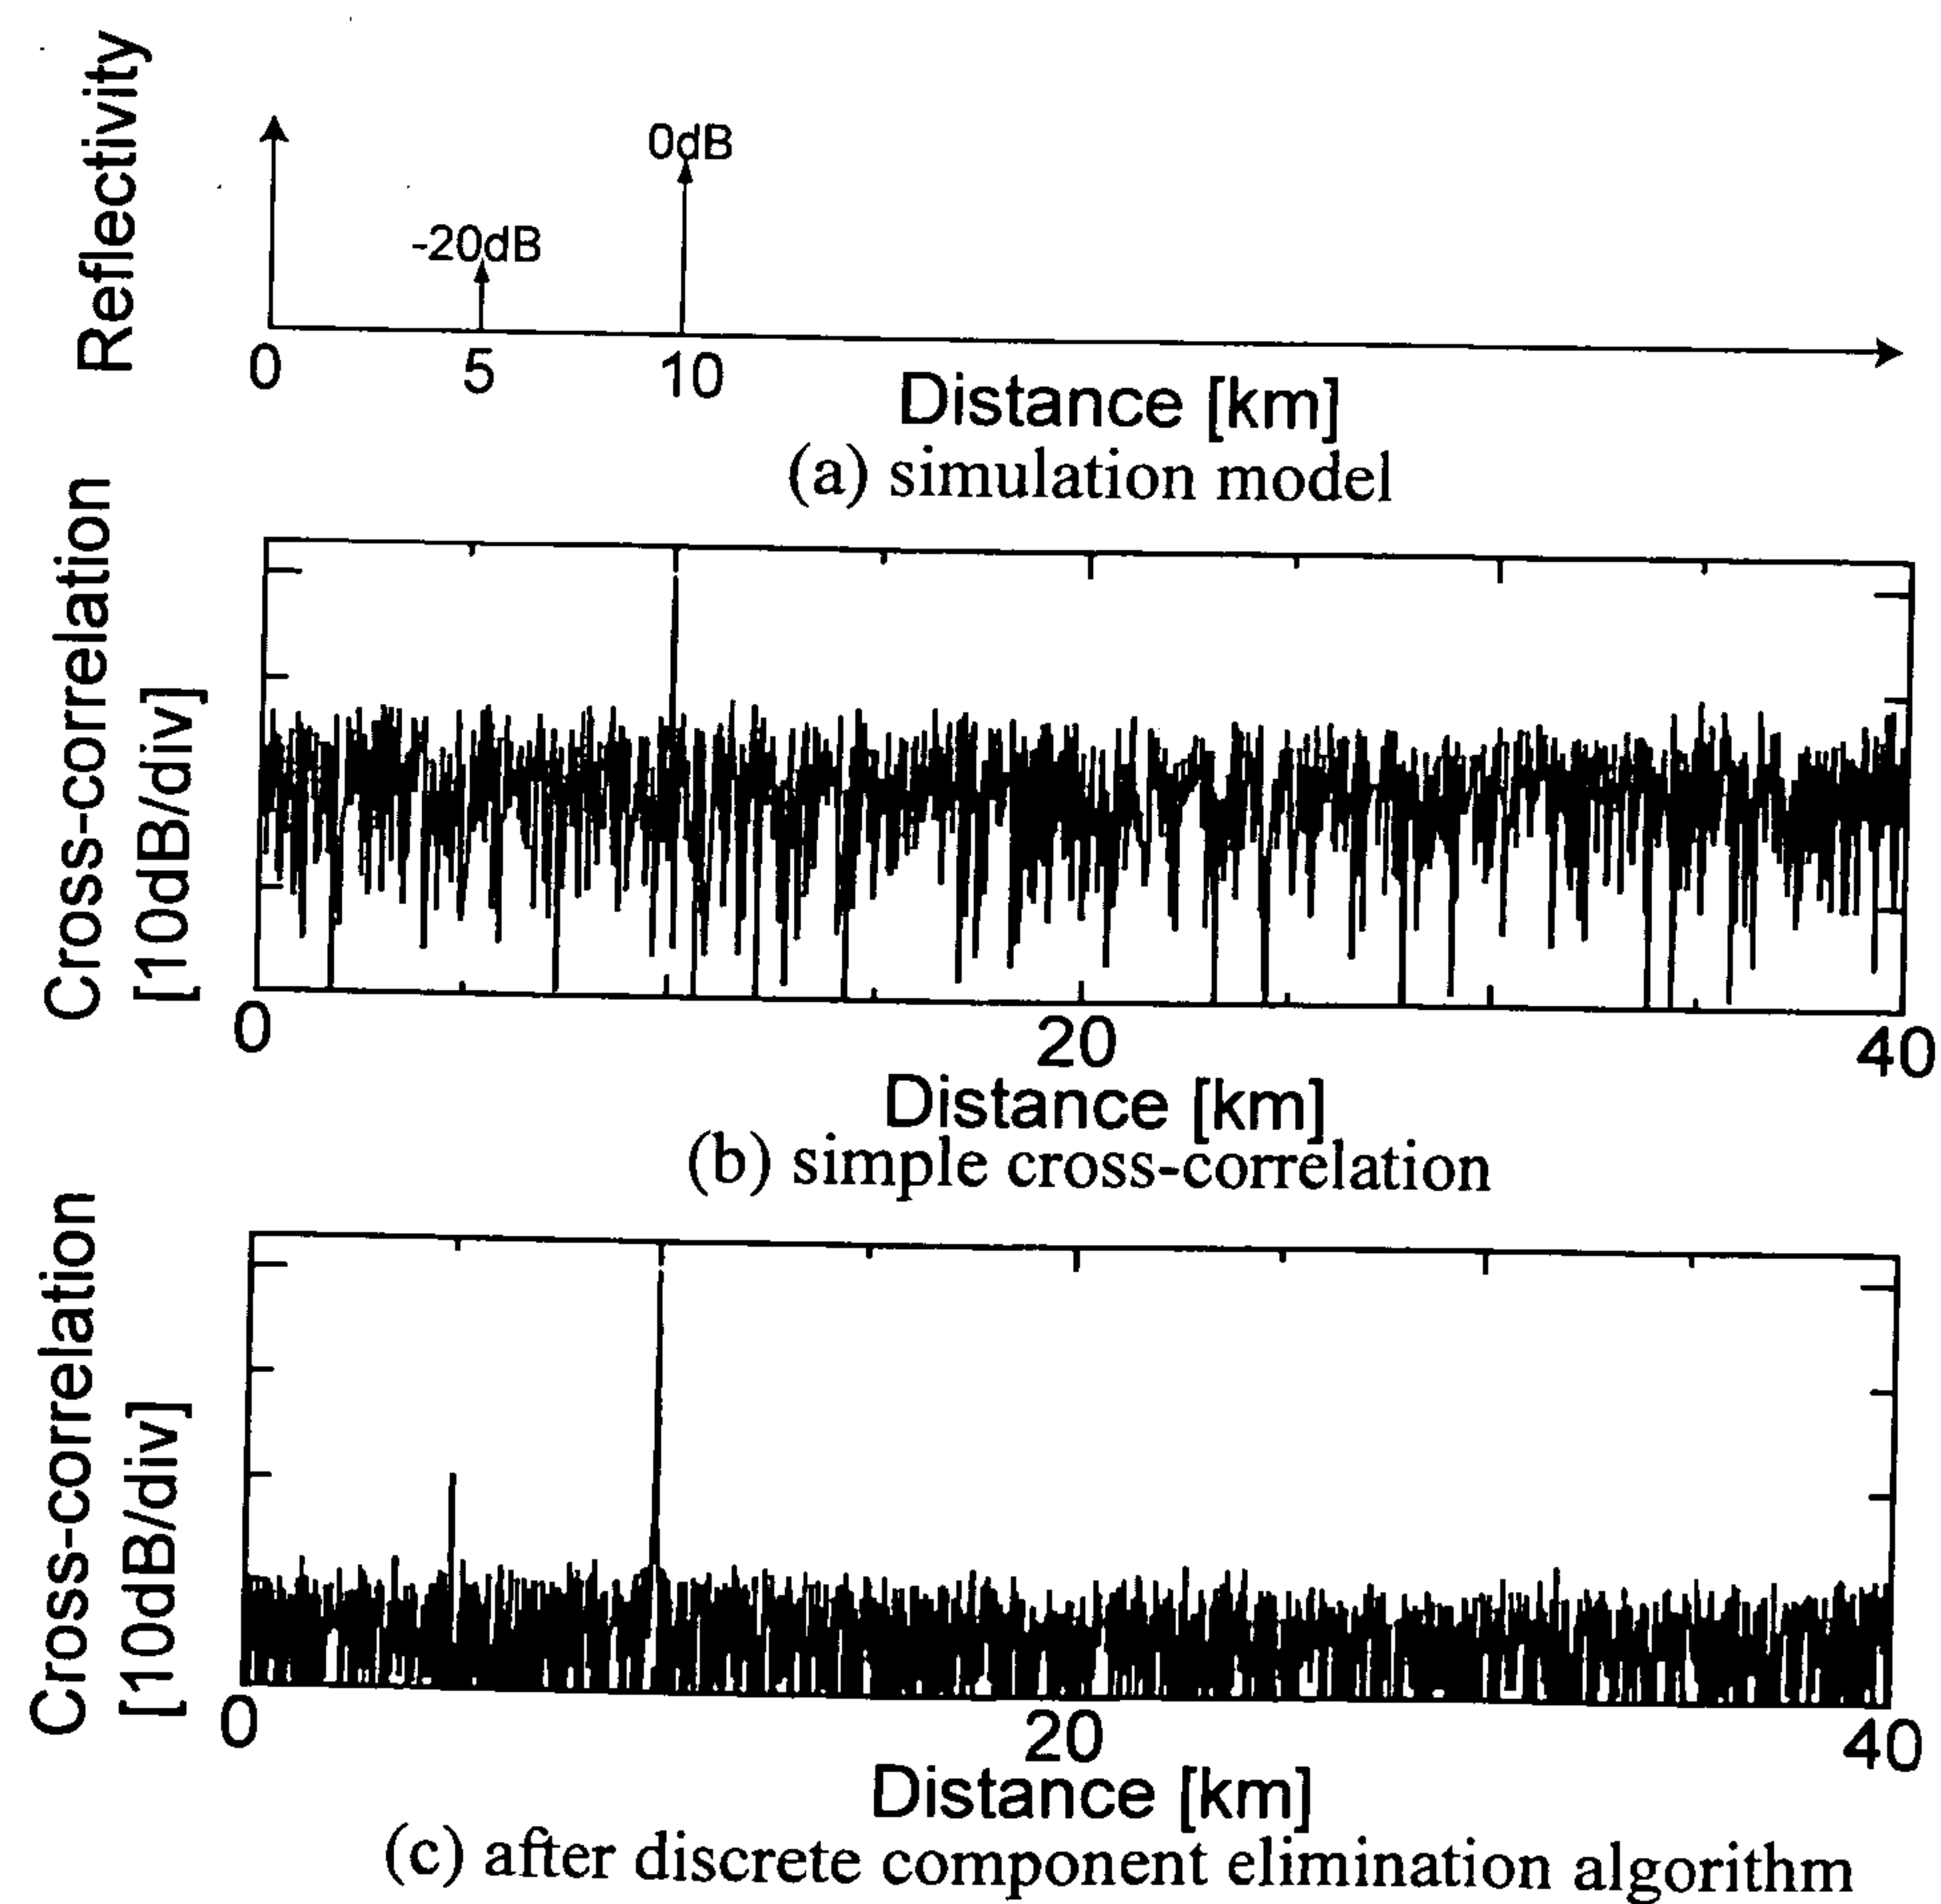 Reflectivity
0dB
-20dB
0 5 10
Distance [km]
(a) simulation model
Cross-correlation
[10dB/div]
0 20 40
Distance [km]
(b) simple cross-correlation
Cross-correlation
[10dB/div]
0 20 40
Distance [km]
(c) after discrete component elimination algorithm